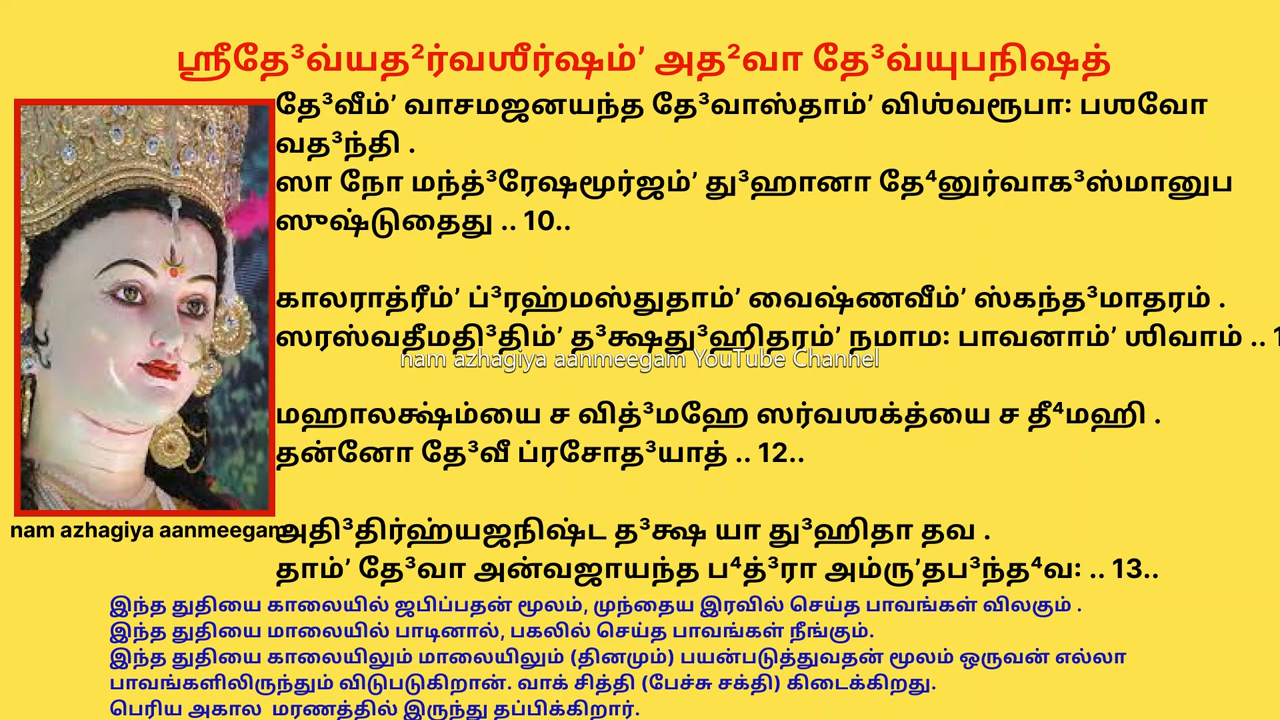 ஸ்ரீதே³வ்யத²ர்வஶீர்ஷம்ʼ அத²வா தே³வ்யுபநிஷத்
தே³வீம்ʼ வாசமஜனயந்த தே³வாஸ்தாம்ʼ விஶ்வரூபா꞉ பஶவோ
வத³ந்தி .
ஸா நோ மந்த்³ரேஷமூர்ஜம்ʼ து³ஹானா தே⁴னுர்வாக³ஸ்மானுப
ஸுஷ்டுதைது .. 10..
காலராத்ரீம்ʼ ப்³ரஹ்மஸ்துதாம்ʼ வைஷ்ணவீம்ʼ ஸ்கந்த³மாதரம் .
ஸரஸ்வதீமதி³திம்ʼ த³க்ஷது³ஹிதரம்ʼ நமாம꞉ பாவனாம்ʼ ஶிவாம் .. 1
nam azhagiya aanmeegam YouTube Channel
மஹாலக்ஷ்ம்யை ச வித்³மஹே ஸர்வஶக்த்யை ச தீ⁴மஹி .
தன்னோ தே³வீ ப்ரசோத³யாத் .. 12..
nam azhagiya aanmeegam
அதி³திர்ஹ்யஜநிஷ்ட த³க்ஷ யா து³ஹிதா தவ .
தாம்ʼ தே³வா அன்வஜாயந்த ப⁴த்³ரா அம்ருʼதப³ந்த⁴வ꞉ .. 13..
இந்த துதியை காலையில் ஜபிப்பதன் மூலம், முந்தைய இரவில் செய்த பாவங்கள் விலகும் .
இந்த துதியை மாலையில் பாடினால், பகலில் செய்த பாவங்கள் நீங்கும்.
இந்த துதியை காலையிலும் மாலையிலும் (தினமும்) பயன்படுத்துவதன் மூலம் ஒருவன் எல்லா
பாவங்களிலிருந்தும் விடுபடுகிறான். வாக் சித்தி (பேச்சு சக்தி) கிடைக்கிறது.
பெரிய அகால மரணத்தில் இருந்து தப்பிக்கிறார்.